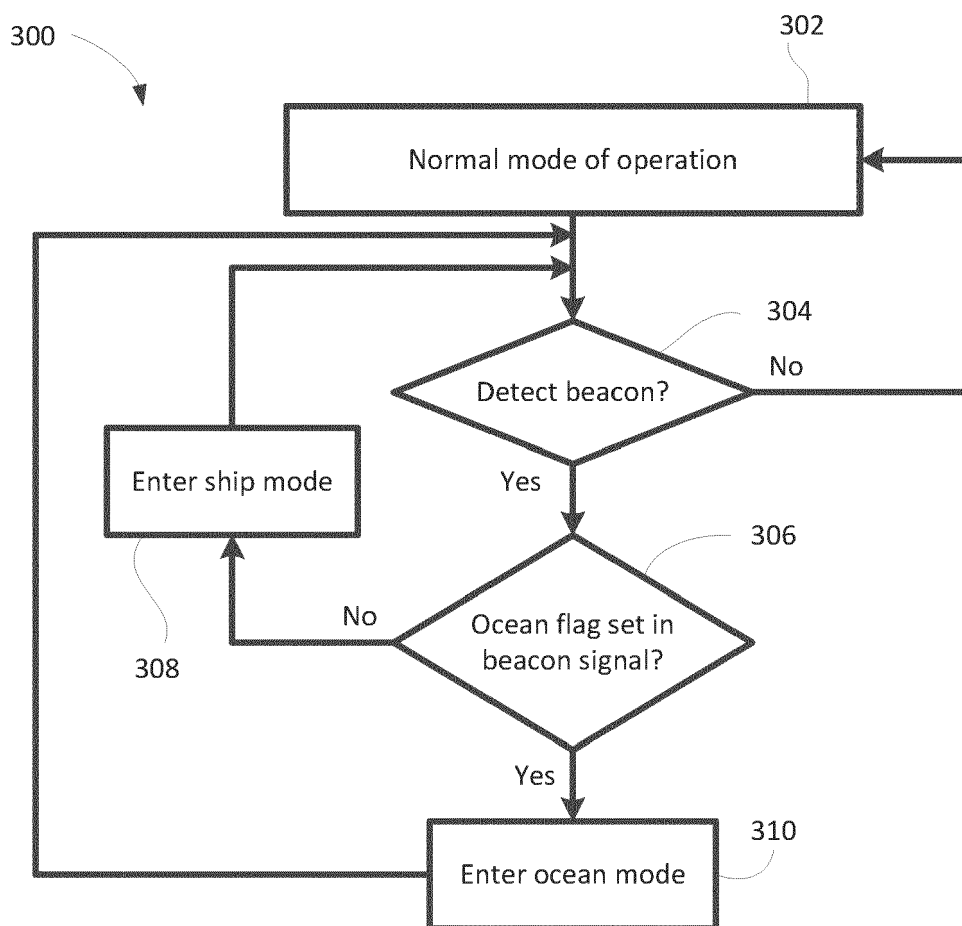 300
302
Normal mode of operation
304
Detect beacon?
No
Yes
Enter ship mode
306
No
Ocean flag set in
beacon signal?
308
Yes
310
Enter ocean mode